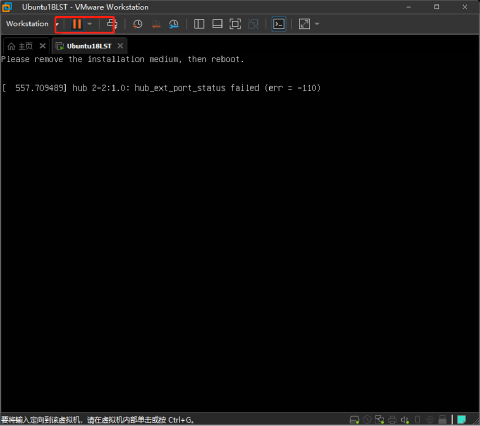 Ubuntu18LST - VMware Workstation
Workstation
主页
Ubuntu18LST
Please remove the installation medium, then reboot.
[  557.709489] hub 2-2:1.0: hub_ext_port_status failed (err = -110)
要将输入定向到该虚拟机，请在虚拟机内部单击或按 Ctrl+G。